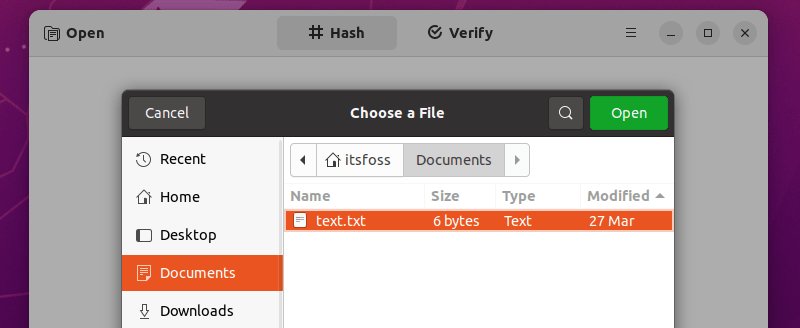 Open Hash Verify
Cancel Choose a File Open
Recent
Home
Desktop
Documents
Downloads
itsfoss Documents
Name Size Type Modified
text.txt 6 bytes Text 27 Mar